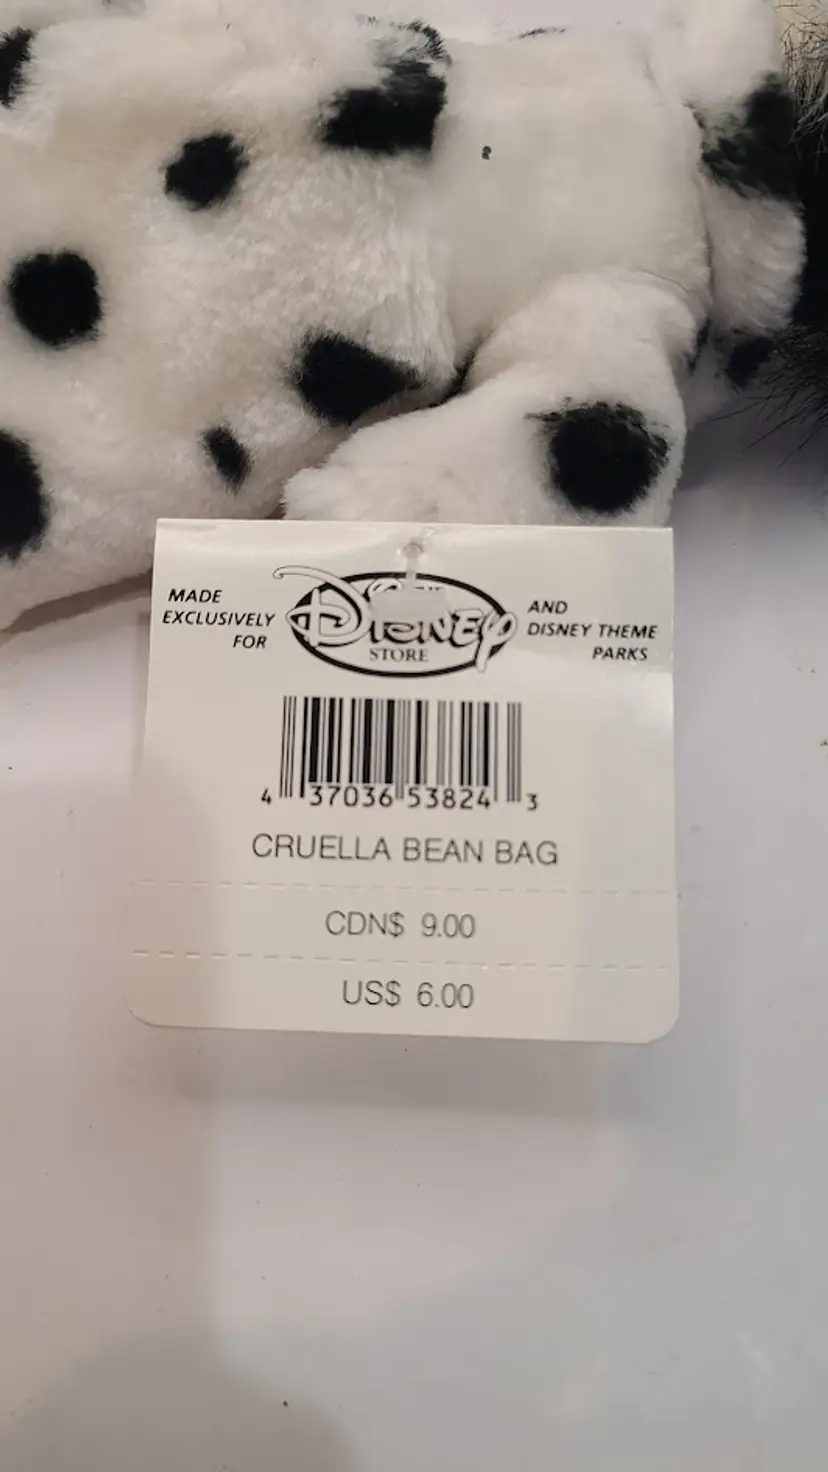 MADE
EXCLUSIVELY
FOR
DISNEY
STORE
AND
DISNEY THEME
PARKS
4 37036 53824 3
CRUELLA BEAN BAG
CDN$ 9.00
US$ 6.00